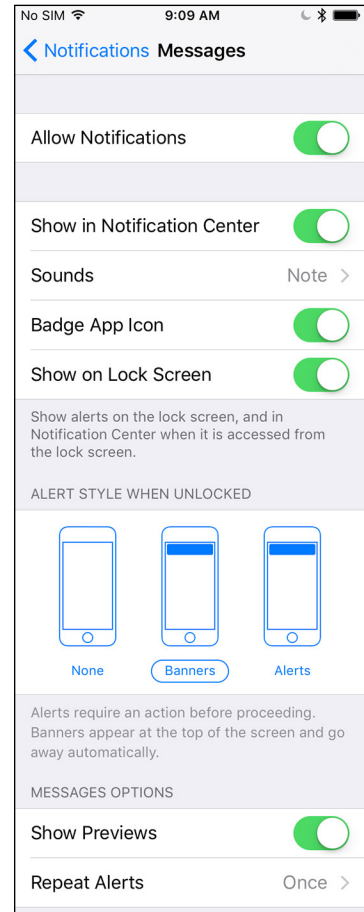 No SIM 9:09 AM
Notifications Messages
Allow Notifications
Show in Notification Center
Sounds Note
Badge App Icon
Show on Lock Screen
Show alerts on the lock screen, and in
Notification Center when it is accessed from
the lock screen.
ALERT STYLE WHEN UNLOCKED
None Banners Alerts
Alerts require an action before proceeding.
Banners appear at the top of the screen and go
away automatically.
MESSAGES OPTIONS
Show Previews
Repeat Alerts Once